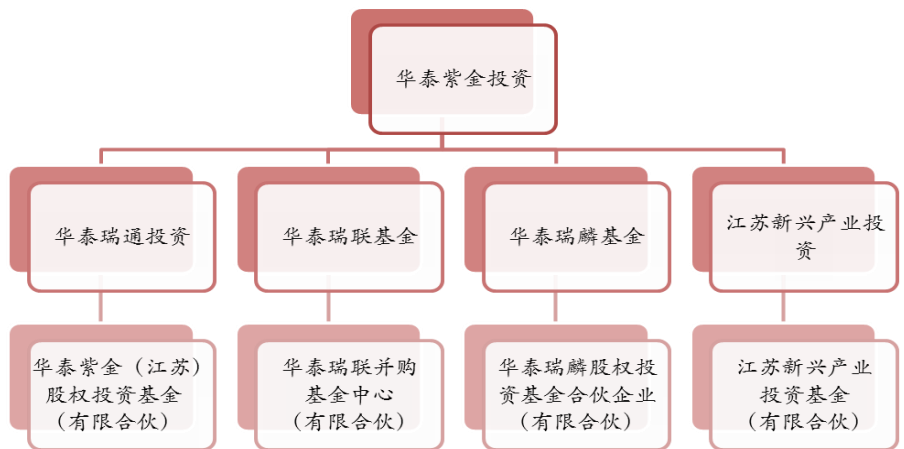 华泰紫金投资
华泰瑞通投资
华泰瑞联基金
华泰瑞麟基金
江苏新兴产业投
资
华泰紫金（江苏）
股权投资基金
（有限合伙）
华泰瑞联并购
基金中心
（有限合伙）
华泰瑞麟股权投
资基金合伙企业
（有限合伙）
江苏新兴产业
投资基金
（有限合伙）